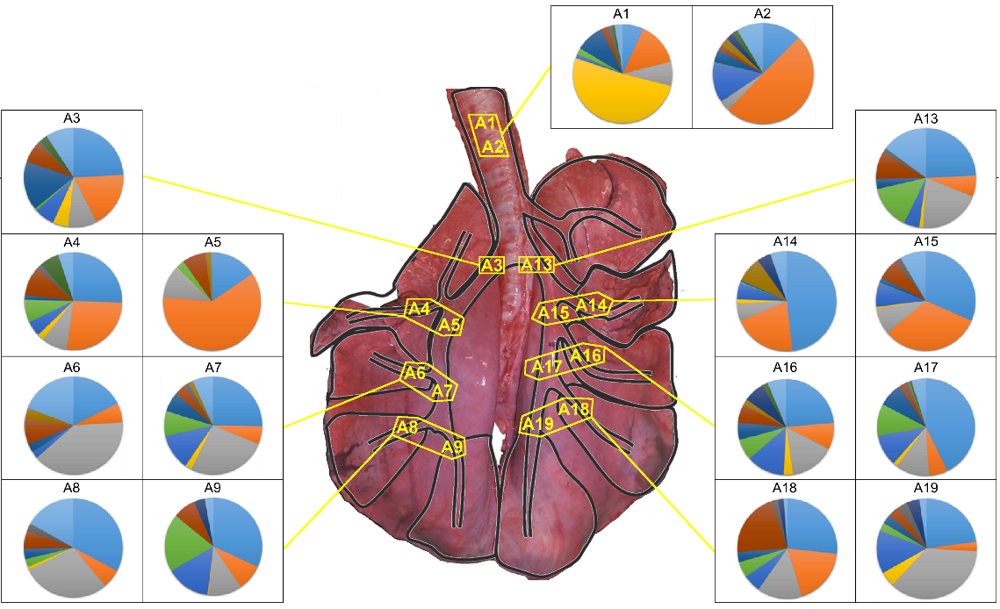 A1 A2
A3
A13
A1
A2
A4 A5
A14 A15
A3 A13
A4
A5
A15 A14
A6 A7
A16 A17
A6
A7
A17 A16
A8
A9
A19 A18
A8 A9
A18 A19